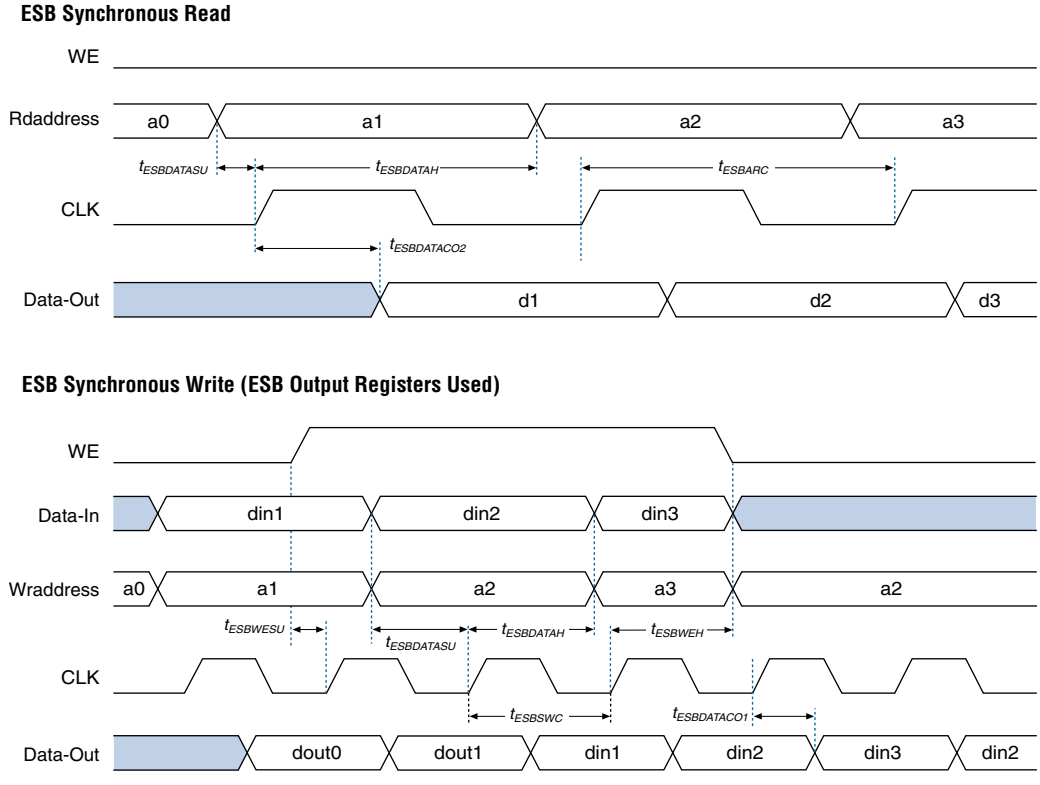 ESB Synchronous Read
WE
Rdaddress a0 a1 a2 a3
tESBDATASU tESBDATAH tESBARC
CLK
tESBDATACO2
Data-Out d1 d2 d3
ESB Synchronous Write (ESB Output Registers Used)
WE
Data-In din1 din2 din3
Wraddress a0 a1 a2 a3 a2
tESBWESU tESBDATASU tESBDATAH tESBWEH
CLK
tESBSWC tESBDATACO1
Data-Out dout0 dout1 din1 din2 din3 din2